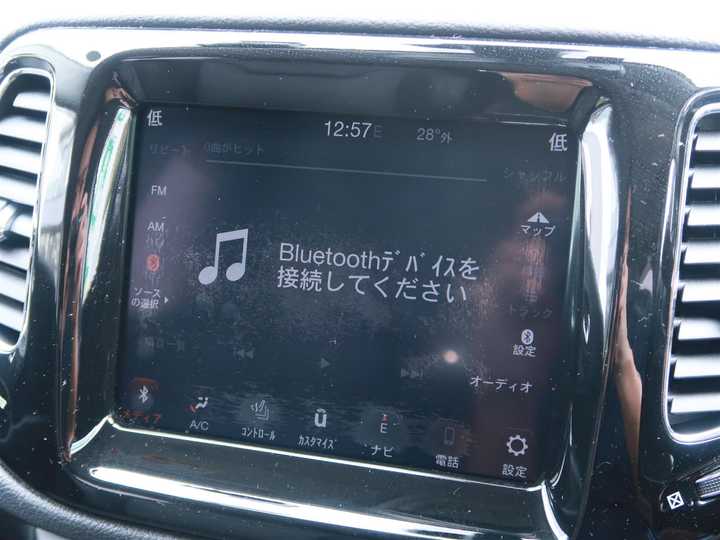 低
12:57E
28°外
低
リピート
0曲がヒット
シャッフル
FM
AM
マップ
Bluetoothデバイスを
接続してください
ソース
の選択
トラック
設定
オーディオ
メディア
A/C
コントロール
カスタマイズ
E
ナビ
電話
設定